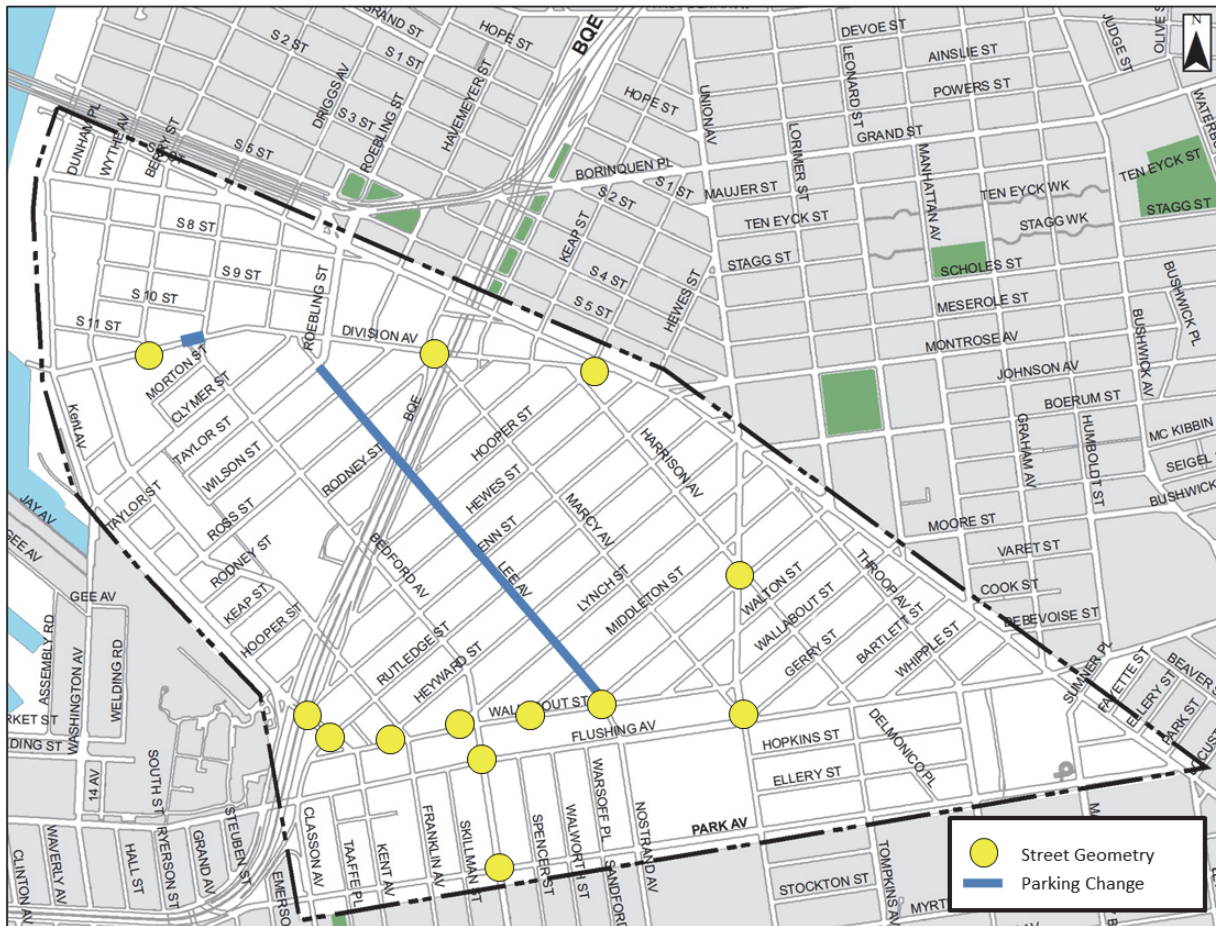 GRAND ST
HOPE ST
BQE
DEVOE ST
JUDGE ST
OLIVE S
N
S 2 ST
S 1 ST
AINSLIE ST
LEONARD ST
POWERS ST
DRIGGS AV
ROEBLING ST
HAVEMEYER ST
HOPE ST
UNION AV
WATERBU
DUNHAM PL
WYTHE AV
BERRY ST
S 5 ST
S 3 ST
GRAND ST
LORIMER ST
MANHATTAN AV
BORINQUEN PL
S 1 ST
MAUJER ST
TEN EYCK WK
TEN EYCK ST
S 2 ST
TEN EYCK ST
STAGG WK
STAGG ST
S 8 ST
KEAP ST
STAGG ST
S 9 ST
S 4 ST
SCHOLES ST
S 10 ST
S 5 ST
HEWES ST
MESEROLE ST
BUSHWICK PL
S 11 ST
ROEBLING ST
DIVISION AV
MONTROSE AV
BUSHWICK AV
MORTON ST
JOHNSON AV
CLYMER ST
BQE
BOERUM ST
Kent AV
TAYLOR ST
HOOPER ST
HARRISON AV
GRAHAM AV
HUMBOLDT ST
MC KIBBIN
WILSON ST
RODNEY ST
SEIGEL
TAYLOR ST
HEWES ST
MARCY AV
BUSHWICK
JAY AV
ROSS ST
MOORE ST
GEE AV
RODNEY ST
BEDFORD AV
ENN ST
LEE AV
VARET ST
THROOP AV
COOK ST
GEE AV
KEAP ST
LYNCH ST
WALTON ST
DEBEVOISE ST
ASSEMBLY RD
WASHINGTON AV
WELDING RD
HOOPER ST
MIDDLETON ST
WALLABOUT ST
BARTLETT ST
RUTLEDGE ST
GERRY ST
WHIPPLE ST
SUMNER PL
FAYETTE ST
BEAVER S
HEYWARD ST
ELLERY ST
RKET ST
WALL OUT ST
PARK ST
LDING ST
FLUSHING AV
HOPKINS ST
DELMONICO PL
OCUST
SOUTH ST
ELLERY ST
14 AV
STEUBEN ST
WARSOFF PL
PARK AV
CLINTON AV
WAVERLY AV
HALL ST
RYERSON ST
GRAND AV
EMERSO
CLASSON AV
TAAFFE PL
KENT AV
FRANKLIN AV
SKILLMAN ST
SPENCER ST
WALWORTH ST
SANDFORD
NOSTRAND AV
TOMPKINS AV
STOCKTON ST
MYRT
Street Geometry
Parking Change